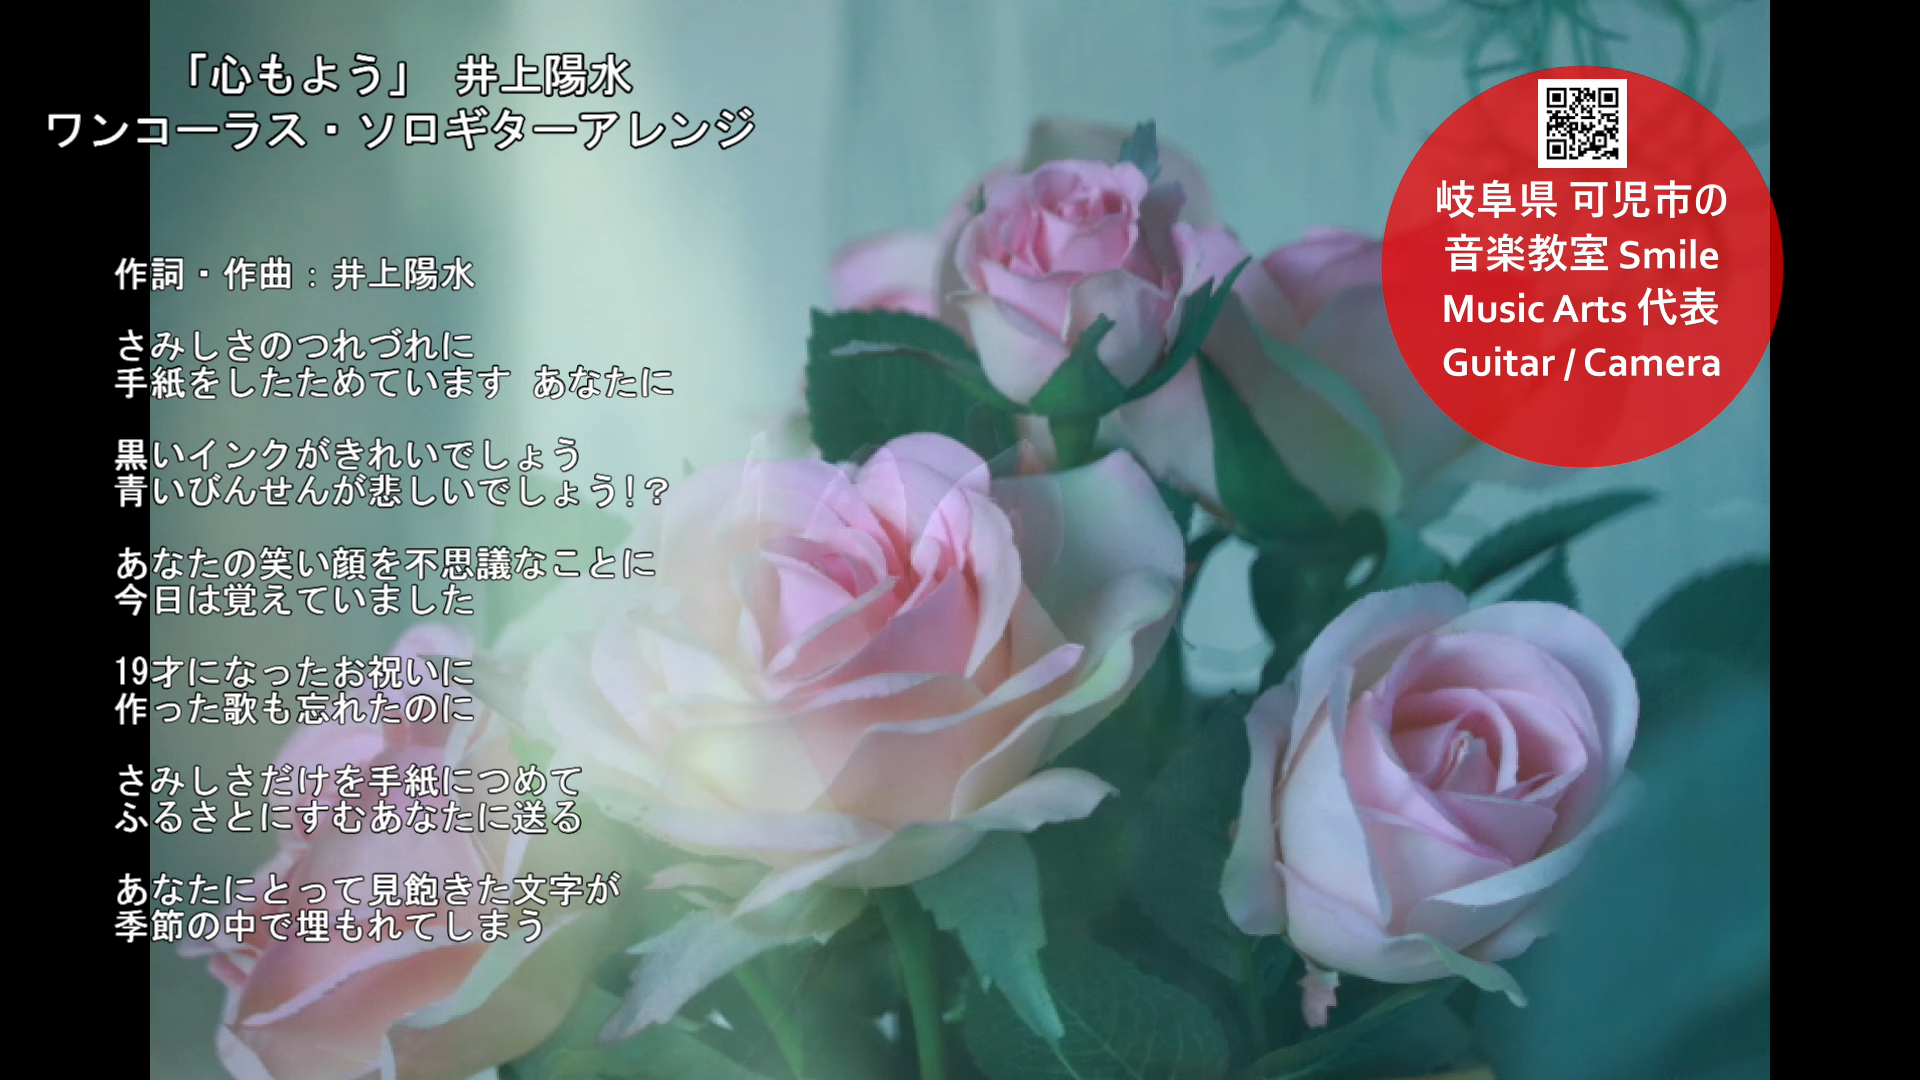 「心もよう」 井上陽水
ワンコーラス・ソロギターアレンジ
作詞・作曲:井上陽水
さみしさのつれづれに
手紙をしたためています あなたに
黒いインクがきれいでしょう
青いびんせんが悲しいでしょう!?
あなたの笑い顔を不思議なことに
今日は覚えていました
19才になったお祝いに
作った歌も忘れたのに
さみしさだけを手紙につめて
ふるさとにすむあなたに送る
あなたにとって見飽きた文字が
季節の中で埋もれてしまう
岐阜県 可児市の
音楽教室 Smile
Music Arts 代表
Guitar / Camera